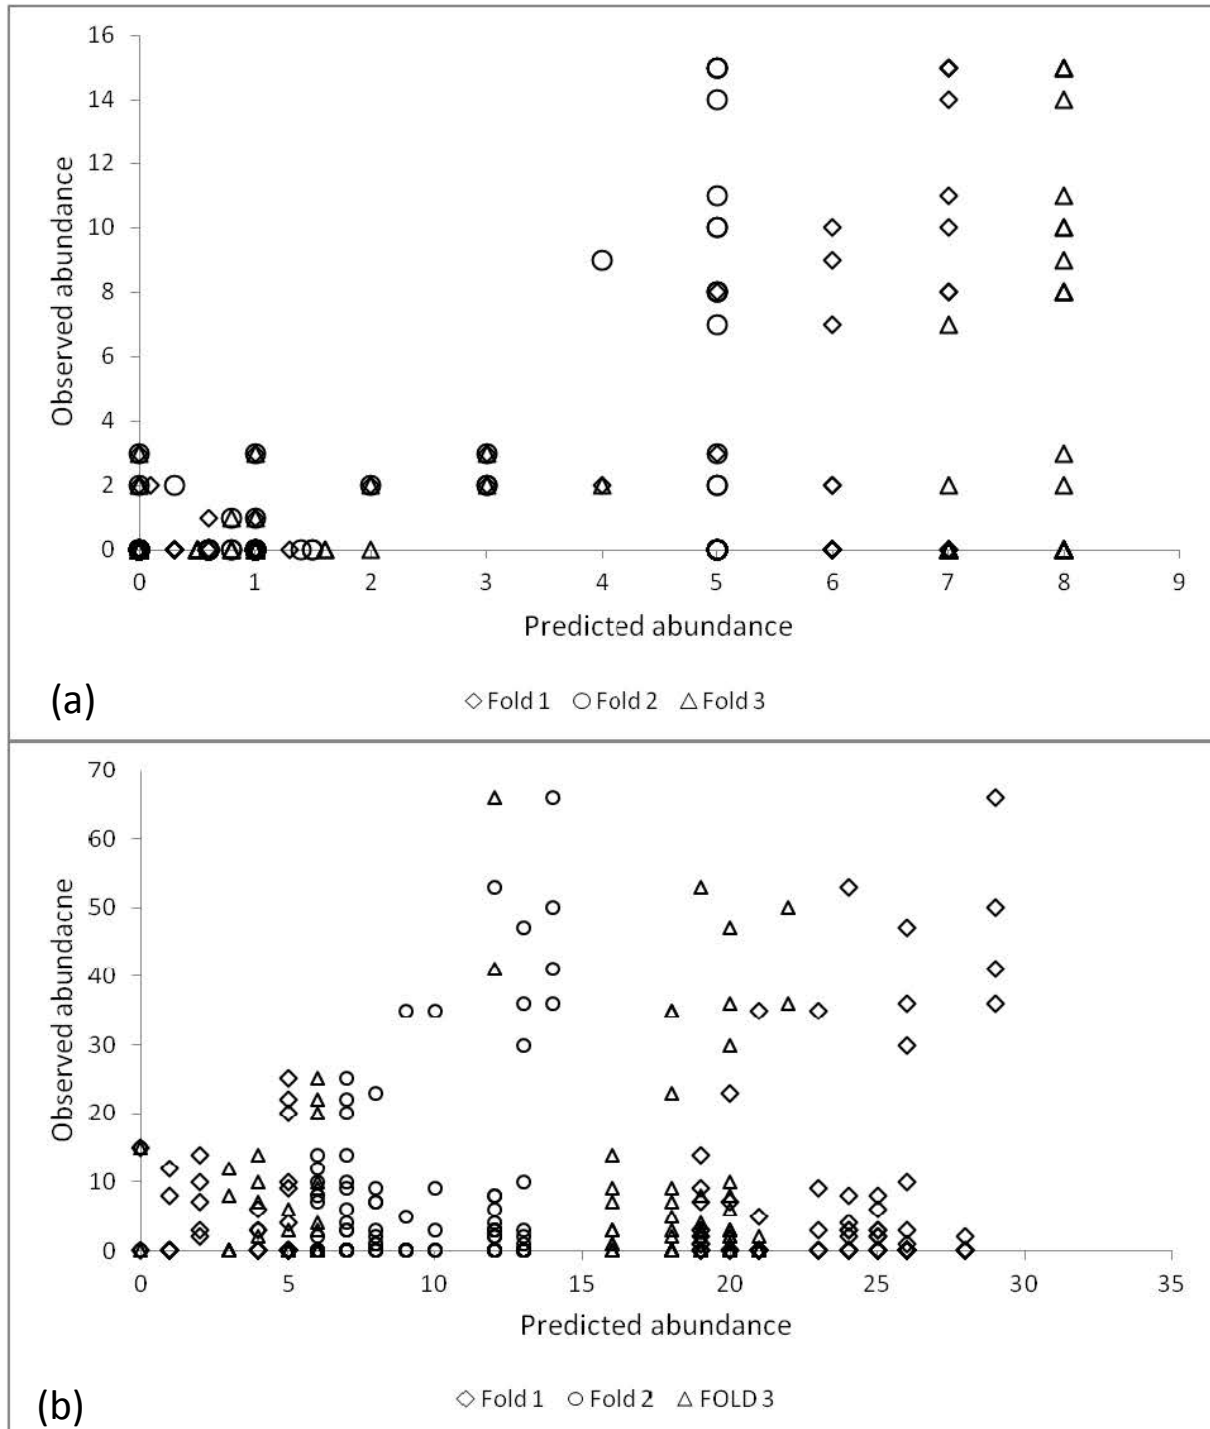 16
14
12
10
8
6
4
2
0
Observed abundance
0 1 2 3 4 5 6 7 8 9
Predicted abundance
(a)
Fold 1 Fold 2 Fold 3
70
60
50
40
30
20
10
0
Observed abundacne
0 5 10 15 20 25 30 35
Predicted abundance
(b)
Fold 1 Fold 2 FOLD 3